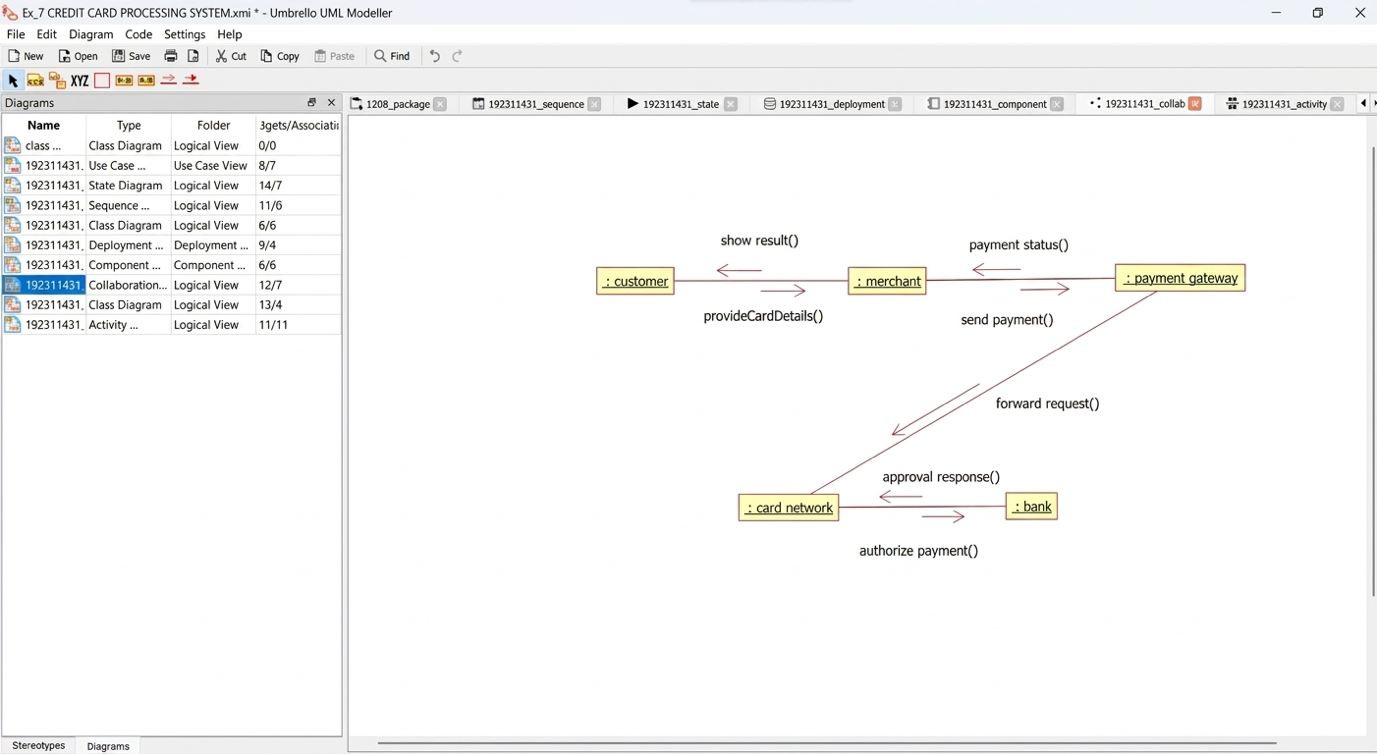 Ex_7 CREDIT CARD PROCESSING SYSTEM.xmi * - Umbrello UML Modeller
File Edit Diagram Code Settings Help
New Open Save Cut Copy Paste Find
XYZ
Diagrams
1208_package 192311431_sequence 192311431_state 192311431_deployment 192311431_component 192311431_collab 192311431_activity
Name Type Folder 3gets/Associati
class ... Class Diagram Logical View 0/0
192311431. Use Case ... Use Case View 8/7
192311431. State Diagram Logical View 14/7
192311431. Sequence ... Logical View 11/6
192311431. Class Diagram Logical View 6/6
192311431. Deployment ... Deployment ... 9/4
192311431. Component ... Component ... 6/6
192311431. Collaboration... Logical View 12/7
192311431. Class Diagram Logical View 13/4
192311431. Activity ... Logical View 11/11
show result()
payment status()
: customer
: merchant
: payment gateway
provideCardDetails()
send payment()
forward request()
approval response()
: card network
: bank
authorize payment()
Stereotypes Diagrams